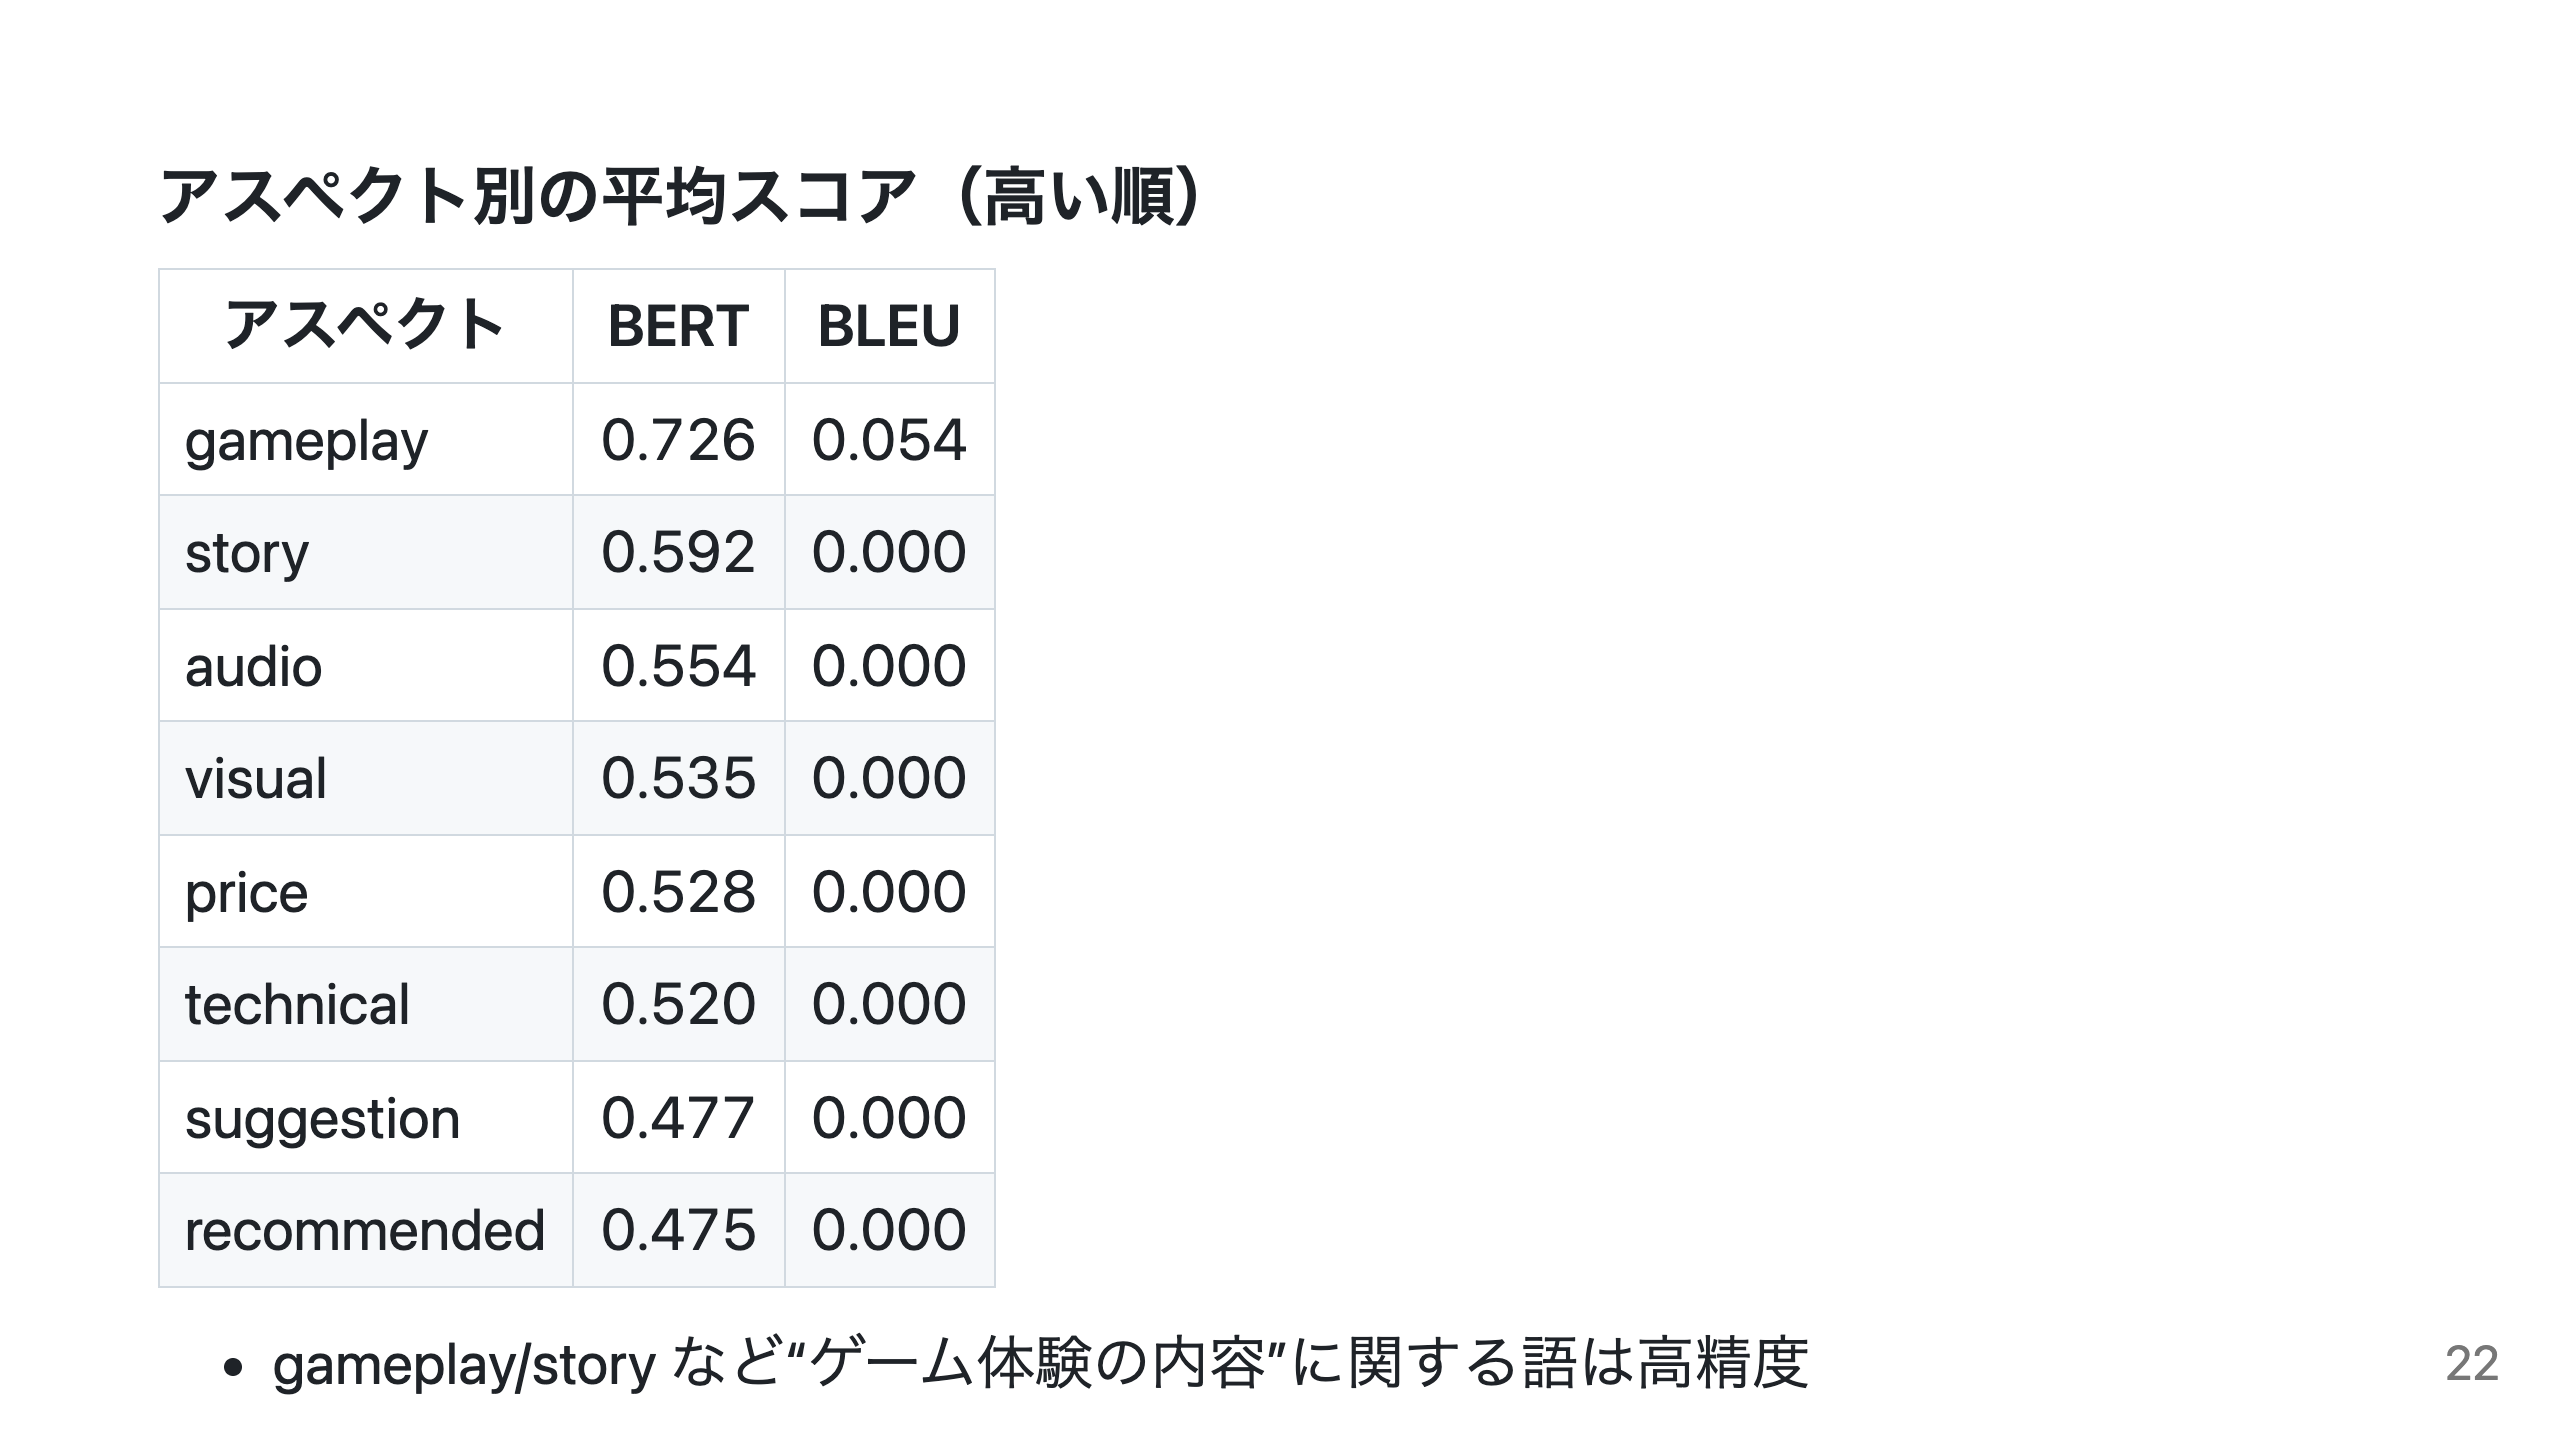 アスペクト別の平均スコア（高い順）
アスペクト BERT BLEU
gameplay 0.726 0.054
story 0.592 0.000
audio 0.554 0.000
visual 0.535 0.000
price 0.528 0.000
technical 0.520 0.000
suggestion 0.477 0.000
recommended 0.475 0.000
• gameplay/story など“ゲーム体験の内容”に関する語は高精度
22